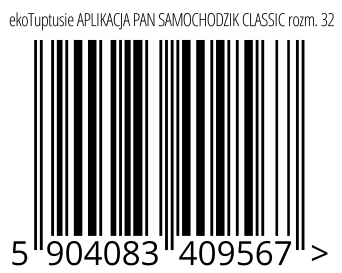 ekoTuptusie APLIKACJA PAN SAMOCHODZIK CLASSIC rozm. 32
5 904083 409567 >